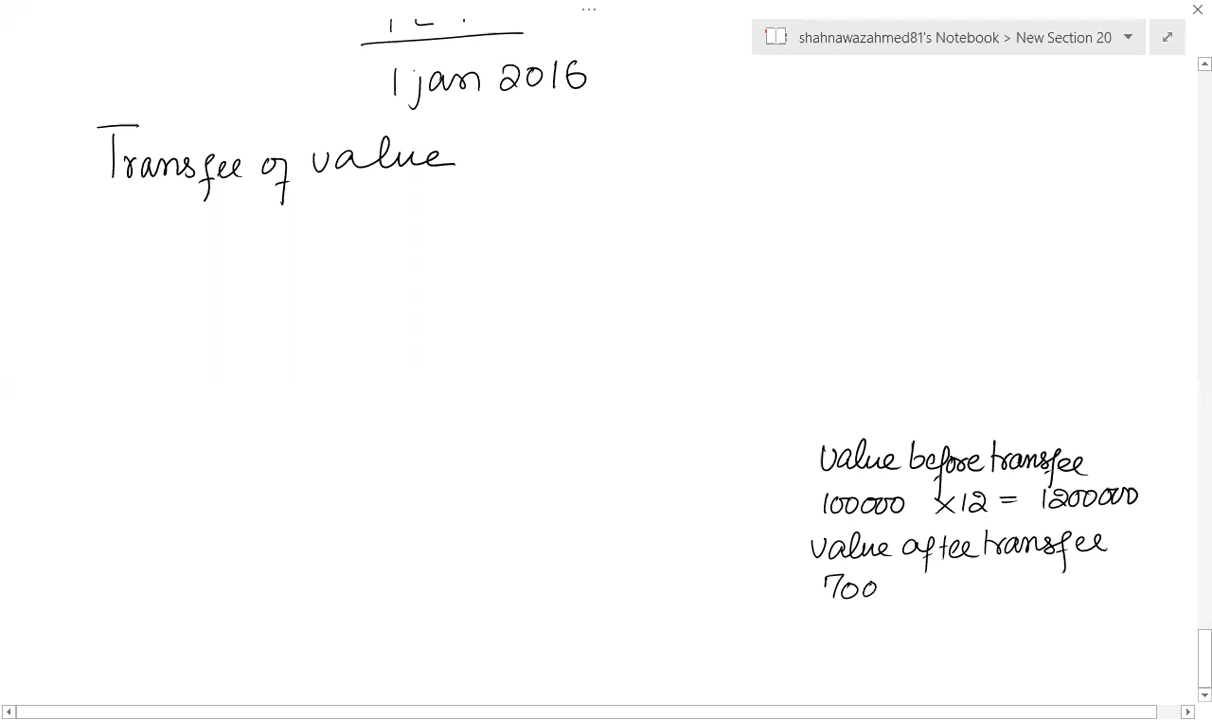 shahnawazahmed81's Notebook > New Section 20
1 jan 2016
Transfer of value
value before transfer
100000 ×12 = 1200000
value after transfer
700